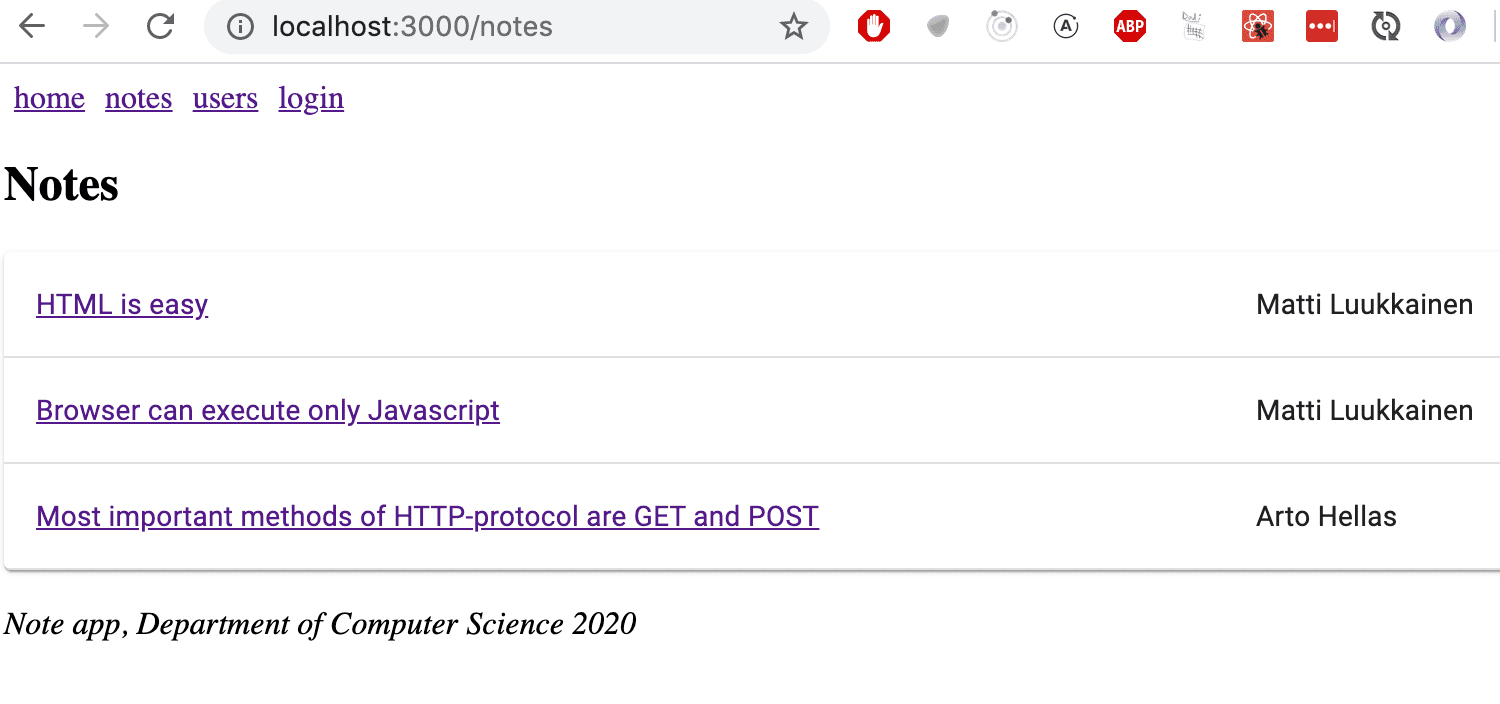 localhost:3000/notes
A ABP
home notes users login
Notes
HTML is easy Matti Luukkainen
Browser can execute only Javascript Matti Luukkainen
Most important methods of HTTP-protocol are GET and POST Arto Hellas
Note app, Department of Computer Science 2020